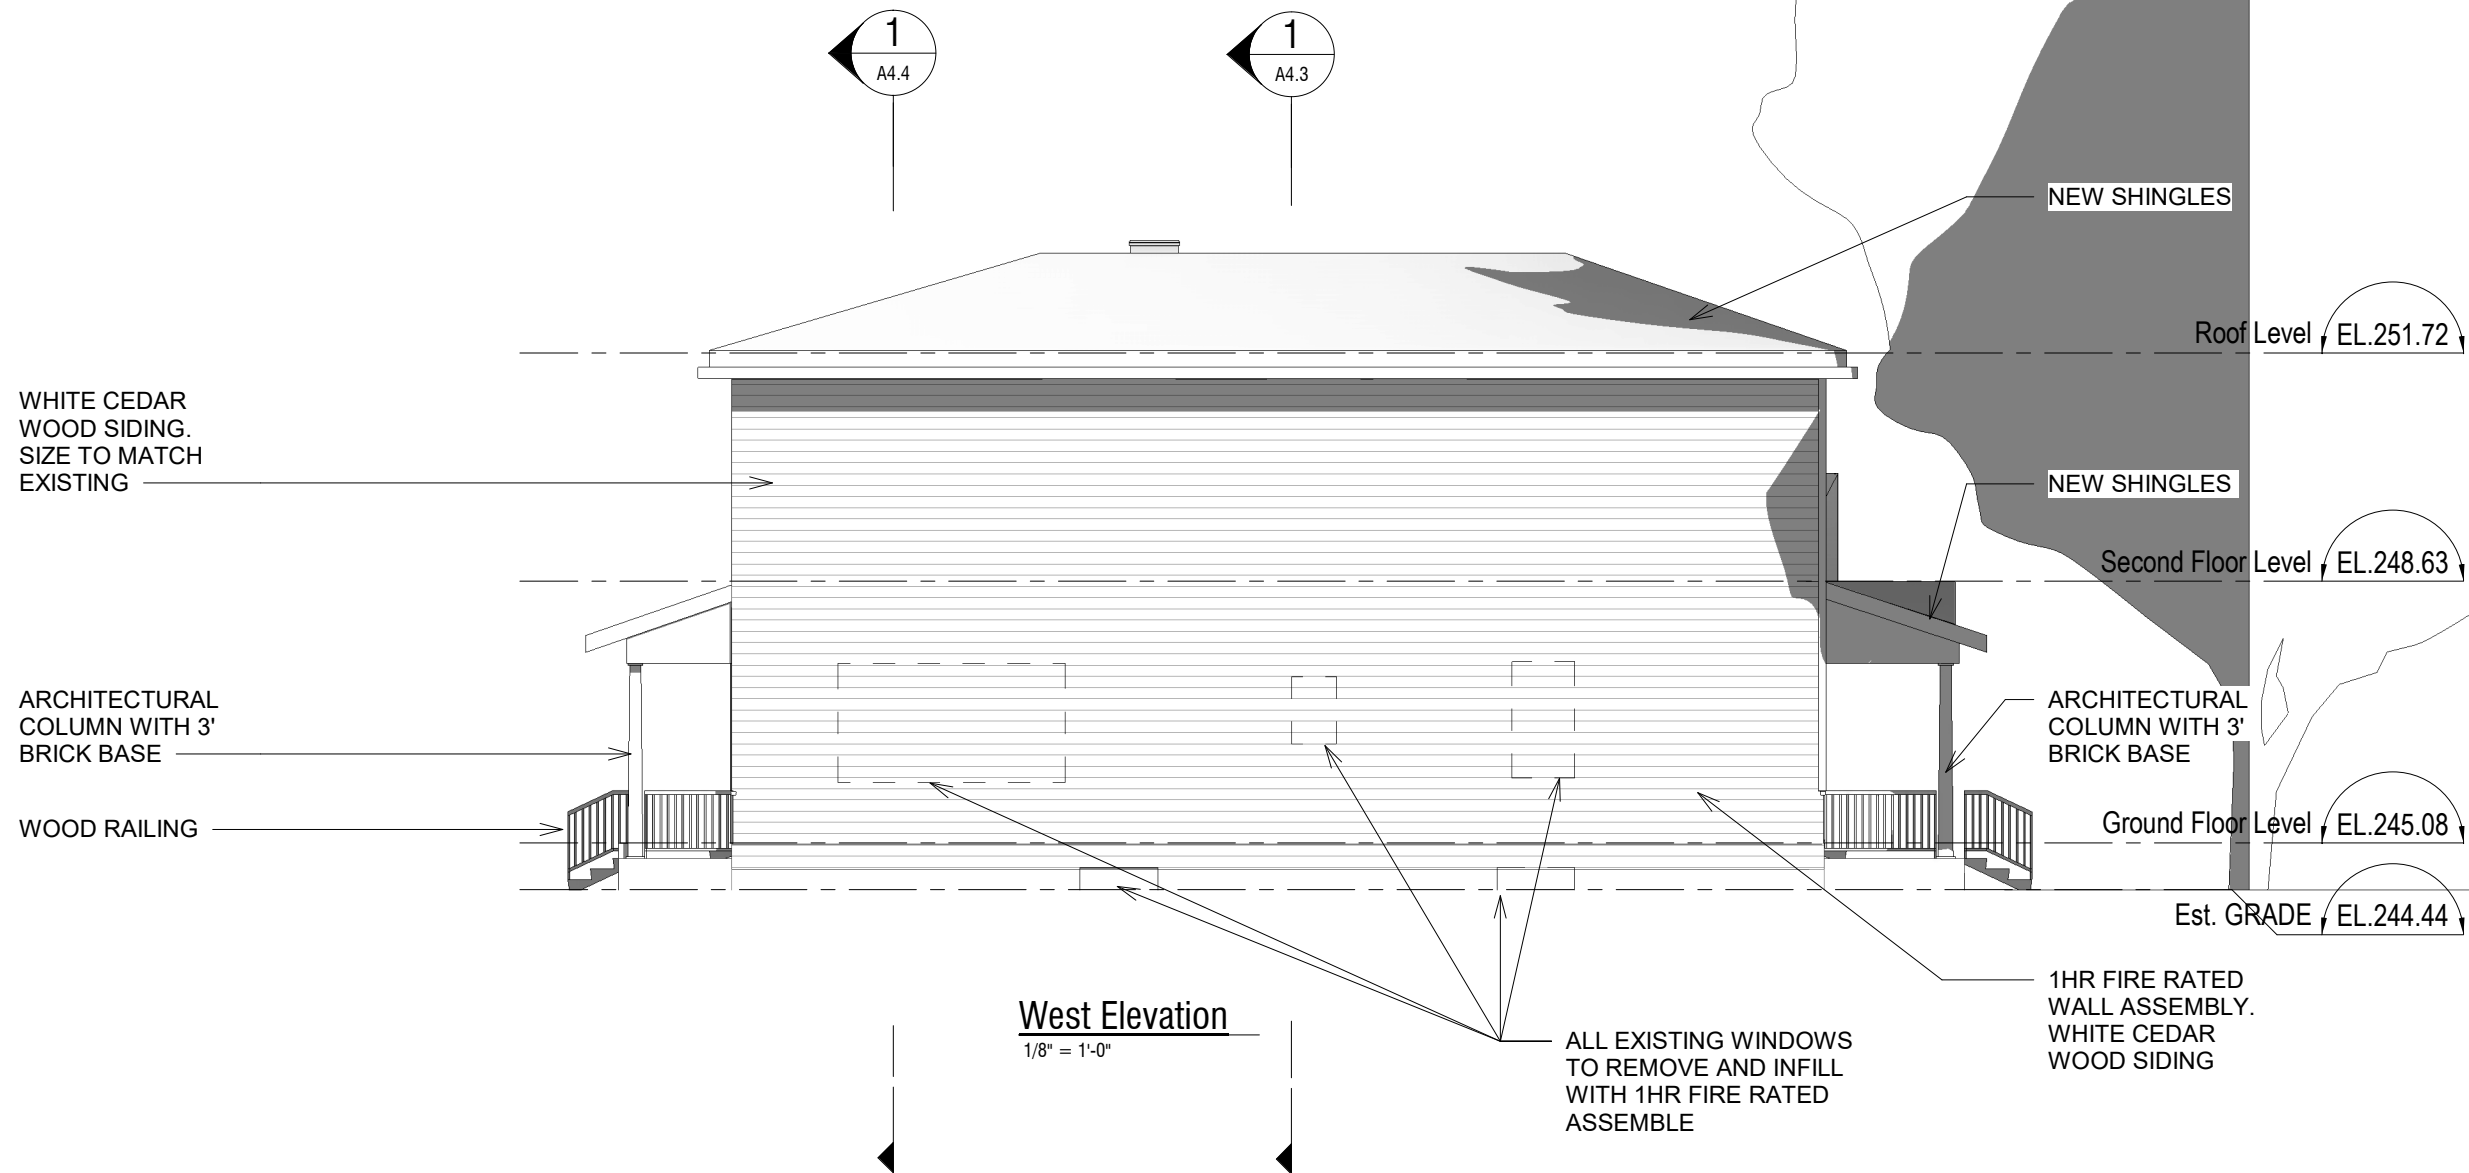 1
A4.4
1
A4.3
NEW SHINGLES
Roof Level EL.251.72
WHITE CEDAR
WOOD SIDING.
SIZE TO MATCH
EXISTING
NEW SHINGLES
Second Floor Level EL.248.63
ARCHITECTURAL
COLUMN WITH 3'
BRICK BASE
ARCHITECTURAL
COLUMN WITH 3'
BRICK BASE
WOOD RAILING
Ground Floor Level EL.245.08
Est. GRADE EL.244.44
1HR FIRE RATED
WALL ASSEMBLY.
WHITE CEDAR
WOOD SIDING
West Elevation
1/8" = 1'-0"
ALL EXISTING WINDOWS
TO REMOVE AND INFILL
WITH 1HR FIRE RATED
ASSEMBLE